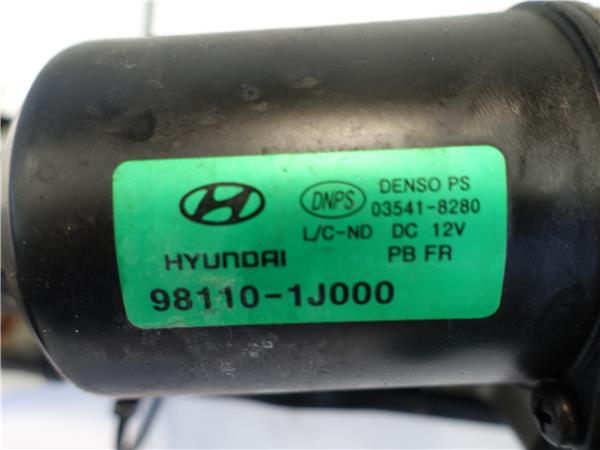 DNPS DENSO PS
03541-8280
L/C-ND DC 12V
HYUNDAI PB FR
98110-1J000